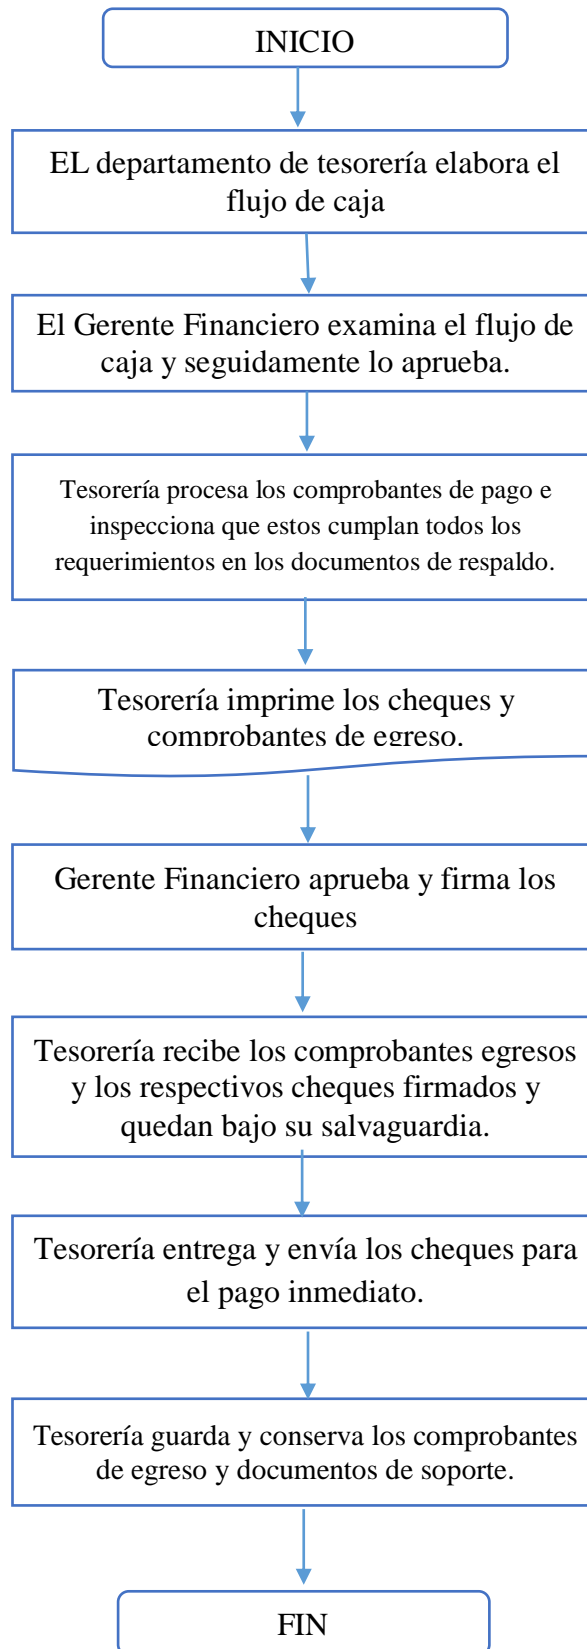 INICIO
EL departamento de tesorería elabora el
flujo de caja
El Gerente Financiero examina el flujo de
caja y seguidamente lo aprueba.
Tesorería procesa los comprobantes de pago e
inspecciona que estos cumplan todos los
requerimientos en los documentos de respaldo.
Tesorería imprime los cheques y
comprobantes de egreso.
Gerente Financiero aprueba y firma los
cheques
Tesorería recibe los comprobantes egresos
y los respectivos cheques firmados y
quedan bajo su salvaguardia.
Tesorería entrega y envía los cheques para
el pago inmediato.
Tesorería guarda y conserva los comprobantes
de egreso y documentos de soporte.
FIN